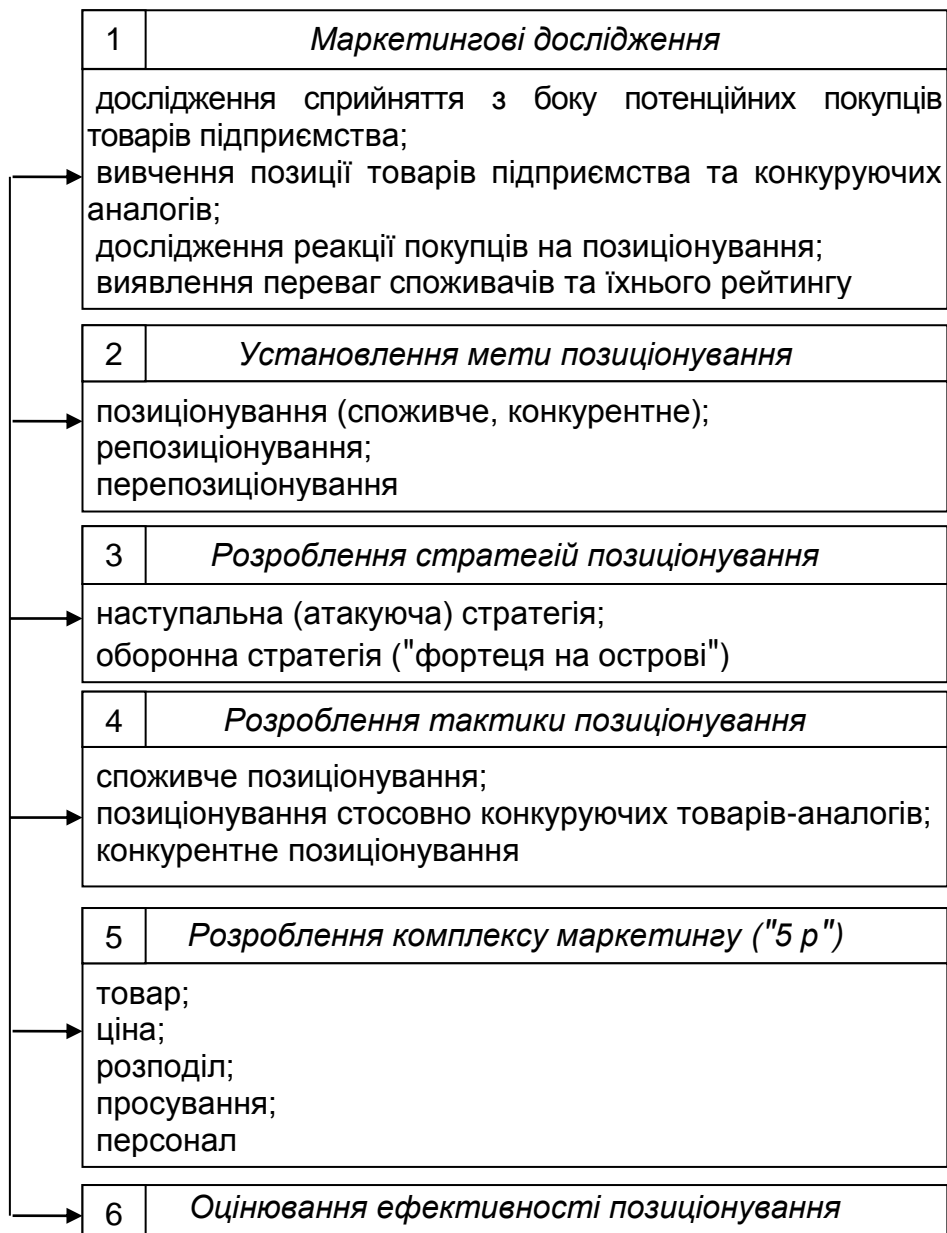 1 Маркетингові дослідження
дослідження сприйняття з боку потенційних покупців
товарів підприємства;
вивчення позиції товарів підприємства та конкуруючих
аналогів;
дослідження реакції покупців на позиціонування;
виявлення переваг споживачів та їхнього рейтингу
2 Установлення мети позиціонування
позиціонування (споживче, конкурентне);
репозиціонування;
перепозиціонування
3 Розроблення стратегій позиціонування
наступальна (атакуюча) стратегія;
оборонна стратегія ("фортеця на острові")
4 Розроблення тактики позиціонування
споживче позиціонування;
позиціонування стосовно конкуруючих товарів-аналогів;
конкурентне позиціонування
5 Розроблення комплексу маркетингу ("5 р")
товар;
ціна;
розподіл;
просування;
персонал
6 Оцінювання ефективності позиціонування